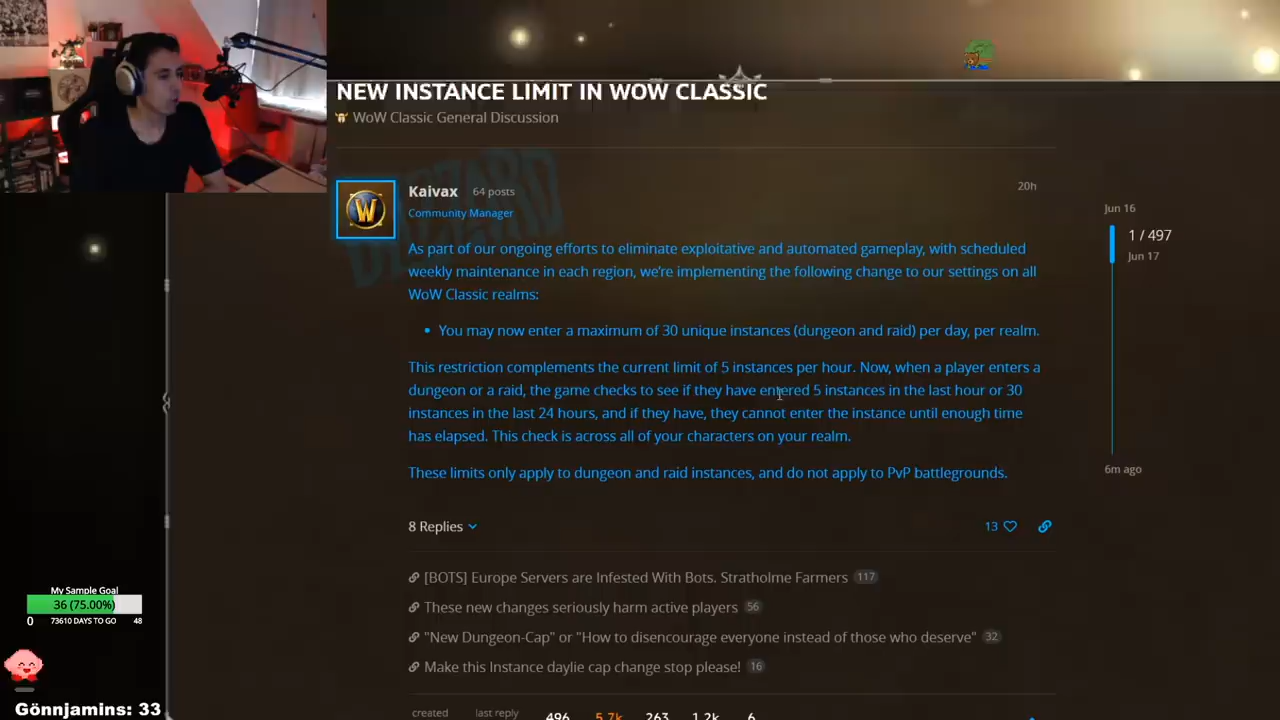 NEW INSTANCE LIMIT IN WOW CLASSIC
WoW Classic General Discussion
Kaivax 64 posts
20h
Community Manager
Jun 16
1 / 497
Jun 17
As part of our ongoing efforts to eliminate exploitative and automated gameplay, with scheduled
weekly maintenance in each region, we're implementing the following change to our settings on all
WoW Classic realms:
• You may now enter a maximum of 30 unique instances (dungeon and raid) per day, per realm.
This restriction complements the current limit of 5 instances per hour. Now, when a player enters a
dungeon or a raid, the game checks to see if they have entered 5 instances in the last hour or 30
instances in the last 24 hours, and if they have, they cannot enter the instance until enough time
has elapsed. This check is across all of your characters on your realm.
These limits only apply to dungeon and raid instances, and do not apply to PvP battlegrounds.
6m ago
8 Replies
13
[BOTS] Europe Servers are Infested With Bots. Stratholme Farmers 117
These new changes seriously harm active players 56
"New Dungeon-Cap" or "How to disencourage everyone instead of those who deserve" 32
Make this Instance daylie cap change stop please! 16
created last reply 496 5.7k 263 1.2k 6
My Sample Goal
36 (75.00%)
0 73610 DAYS TO GO 48
Gönnjamins: 33